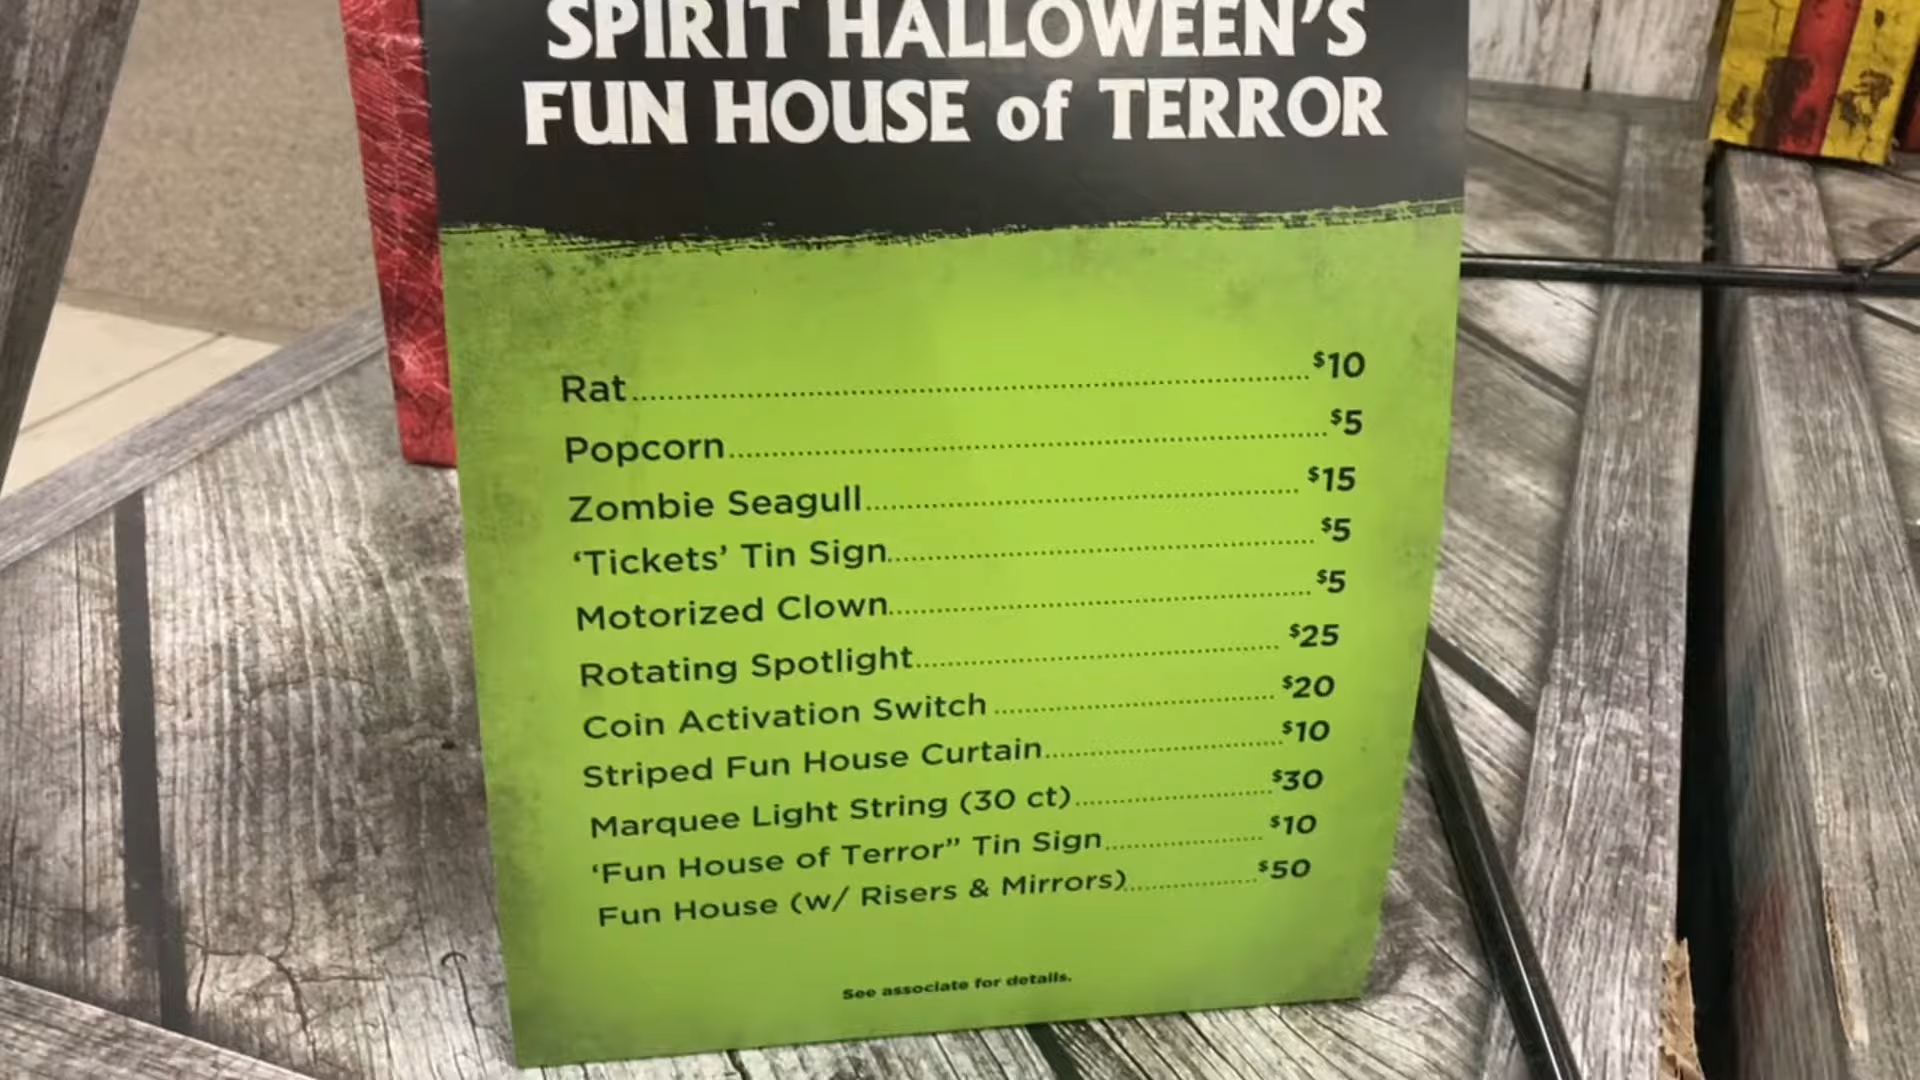 SPIRIT HALLOWEEN’S
FUN HOUSE of TERROR
Rat.......... $10
Popcorn.......... $5
Zombie Seagull.......... $15
‘Tickets’ Tin Sign.......... $5
Motorized Clown.......... $5
Rotating Spotlight.......... $25
Coin Activation Switch.......... $20
Striped Fun House Curtain.......... $10
Marquee Light String (30 ct).......... $30
‘Fun House of Terror” Tin Sign.......... $10
Fun House (w/ Risers & Mirrors).......... $50
See associate for details.